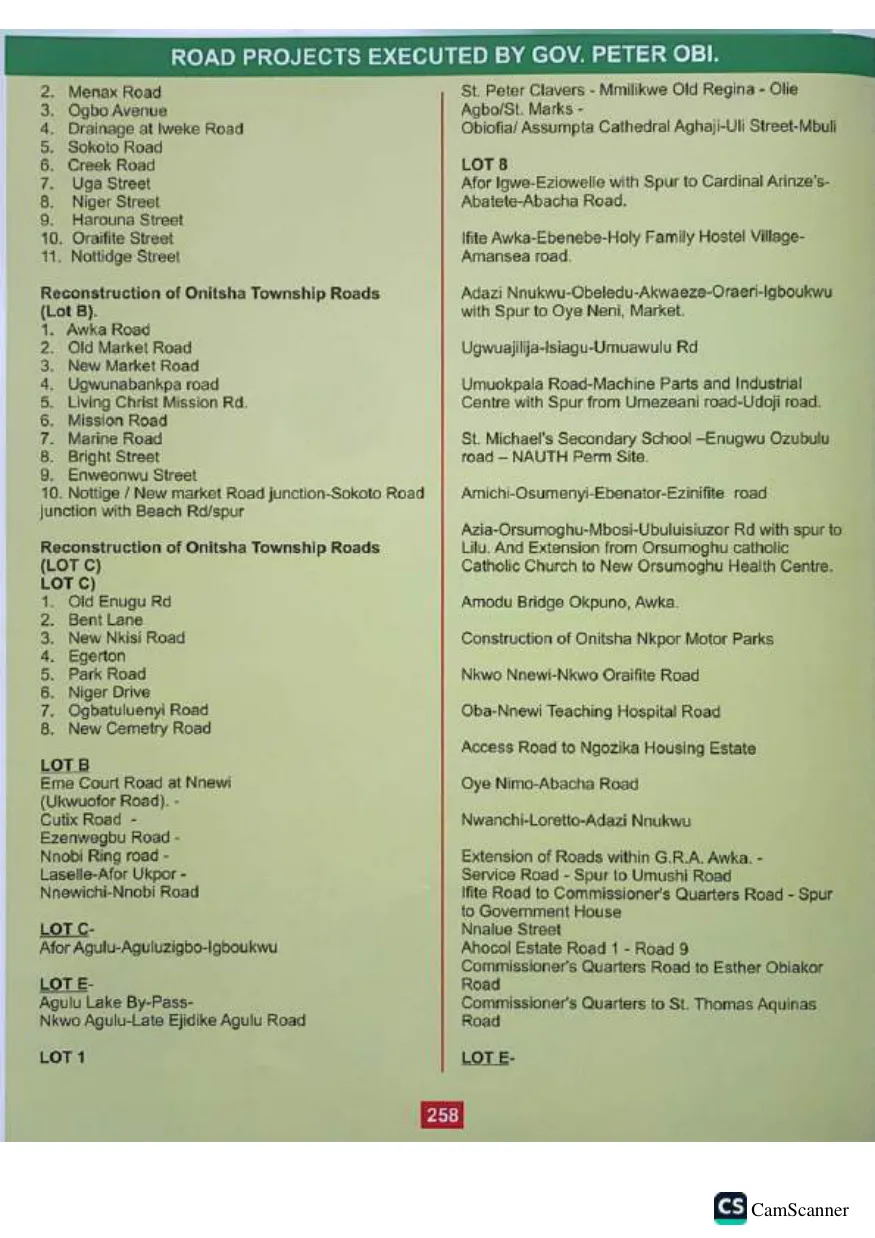 ROAD PROJECTS EXECUTED BY GOV. PETER OBI.
2. Menax Road
3. Ogbo Avenue
4. Drainage at Iweke Road
5. Sokoto Road
6. Creek Road
7. Uga Street
8. Niger Street
9. Harouna Street
10. Oraifite Street
11. Nottidge Street
Reconstruction of Onitsha Township Roads
(Lot B).
1. Awka Road
2. Old Market Road
3. New Market Road
4. Ugwunabankpa road
5. Living Christ Mission Rd.
6. Mission Road
7. Marine Road
8. Bright Street
9. Enweonwu Street
10. Nottige / New market Road junction-Sokoto Road
junction with Beach Rd/spur
Reconstruction of Onitsha Township Roads
(LOT C)
LOT C)
1. Old Enugu Rd
2. Bent Lane
3. New Nkisi Road
4. Egerton
5. Park Road
6. Niger Drive
7. Ogbatuluenyi Road
8. New Cemetry Road
LOT B
Eme Court Road at Nnewi
(Ukwuofor Road). -
Cutix Road -
Ezenwegbu Road -
Nnobi Ring road -
Laselle-Afor Ukpor -
Nnewichi-Nnobi Road
LOT C-
Afor Agulu-Aguluzigbo-Igboukwu
LOT E-
Agulu Lake By-Pass-
Nkwo Agulu-Late Ejidike Agulu Road
LOT 1
St. Peter Clavers - Mmilikwe Old Regina - Olie
Agbo/St. Marks -
Obiofia/ Assumpta Cathedral Aghaji-Uli Street-Mbuli
LOT 8
Afor Igwe-Eziowelle with Spur to Cardinal Arinze's-
Abatete-Abacha Road.
Ifite Awka-Ebenebe-Holy Family Hostel Village-
Amansea road.
Adazi Nnukwu-Obeledu-Akwaeze-Oraeri-Igboukwu
with Spur to Oye Neni, Market.
Ugwuajilija-Isiagu-Umuawulu Rd
Umuokpala Road-Machine Parts and Industrial
Centre with Spur from Umezeani road-Udoji road.
St. Michael's Secondary School –Enugwu Ozubulu
road – NAUTH Perm Site.
Amichi-Osumenyi-Ebenator-Ezinifite road
Azia-Orsumoghu-Mbosi-Ubuluisiuzor Rd with spur to
Lilu. And Extension from Orsumoghu catholic
Catholic Church to New Orsumoghu Health Centre.
Amodu Bridge Okpuno, Awka.
Construction of Onitsha Nkpor Motor Parks
Nkwo Nnewi-Nkwo Oraifite Road
Oba-Nnewi Teaching Hospital Road
Access Road to Ngozika Housing Estate
Oye Nimo-Abacha Road
Nwanchi-Loretto-Adazi Nnukwu
Extension of Roads within G.R.A. Awka. -
Service Road - Spur to Umushi Road
Ifite Road to Commissioner's Quarters Road - Spur
to Government House
Nnalue Street
Ahocol Estate Road 1 - Road 9
Commissioner's Quarters Road to Esther Obiakor
Road
Commissioner's Quarters to St. Thomas Aquinas
Road
LOT E-
258
CS CamScanner